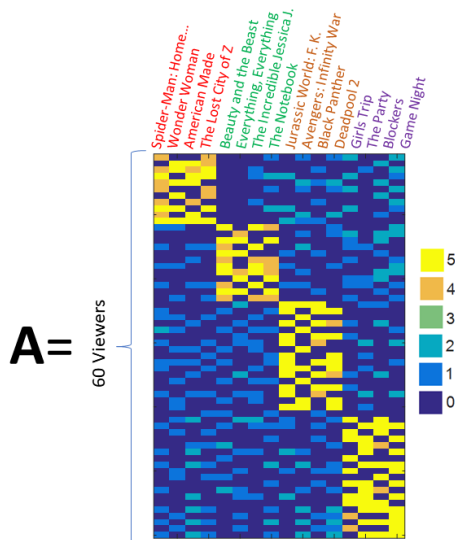 Spider-Man: Home...
Wonder Woman
American Made
The Lost City of Z
Beauty and the Beast
Everything, Everything
The Incredible Jessica J.
The Notebook
Jurassic World: F. K.
Avengers: Infinity War
Black Panther
Deadpool 2
Girls Trip
The Party
Blockers
Game Night
A=
60 Viewers
5
4
3
2
1
0